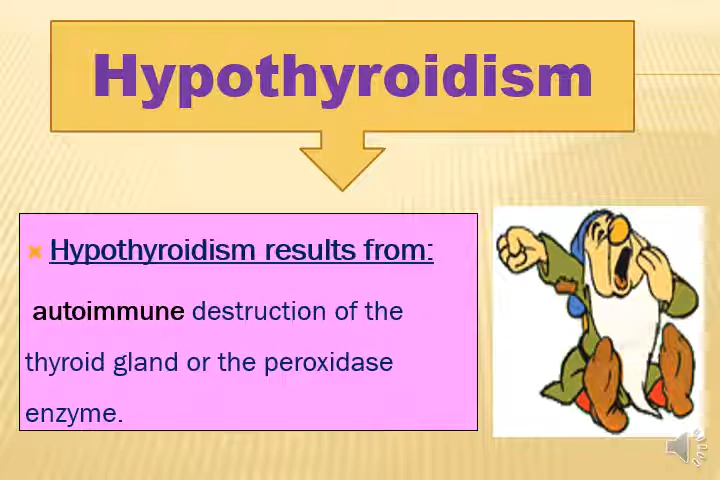 Hypothyroidism
Hypothyroidism results from:
autoimmune destruction of the
thyroid gland or the peroxidase
enzyme.